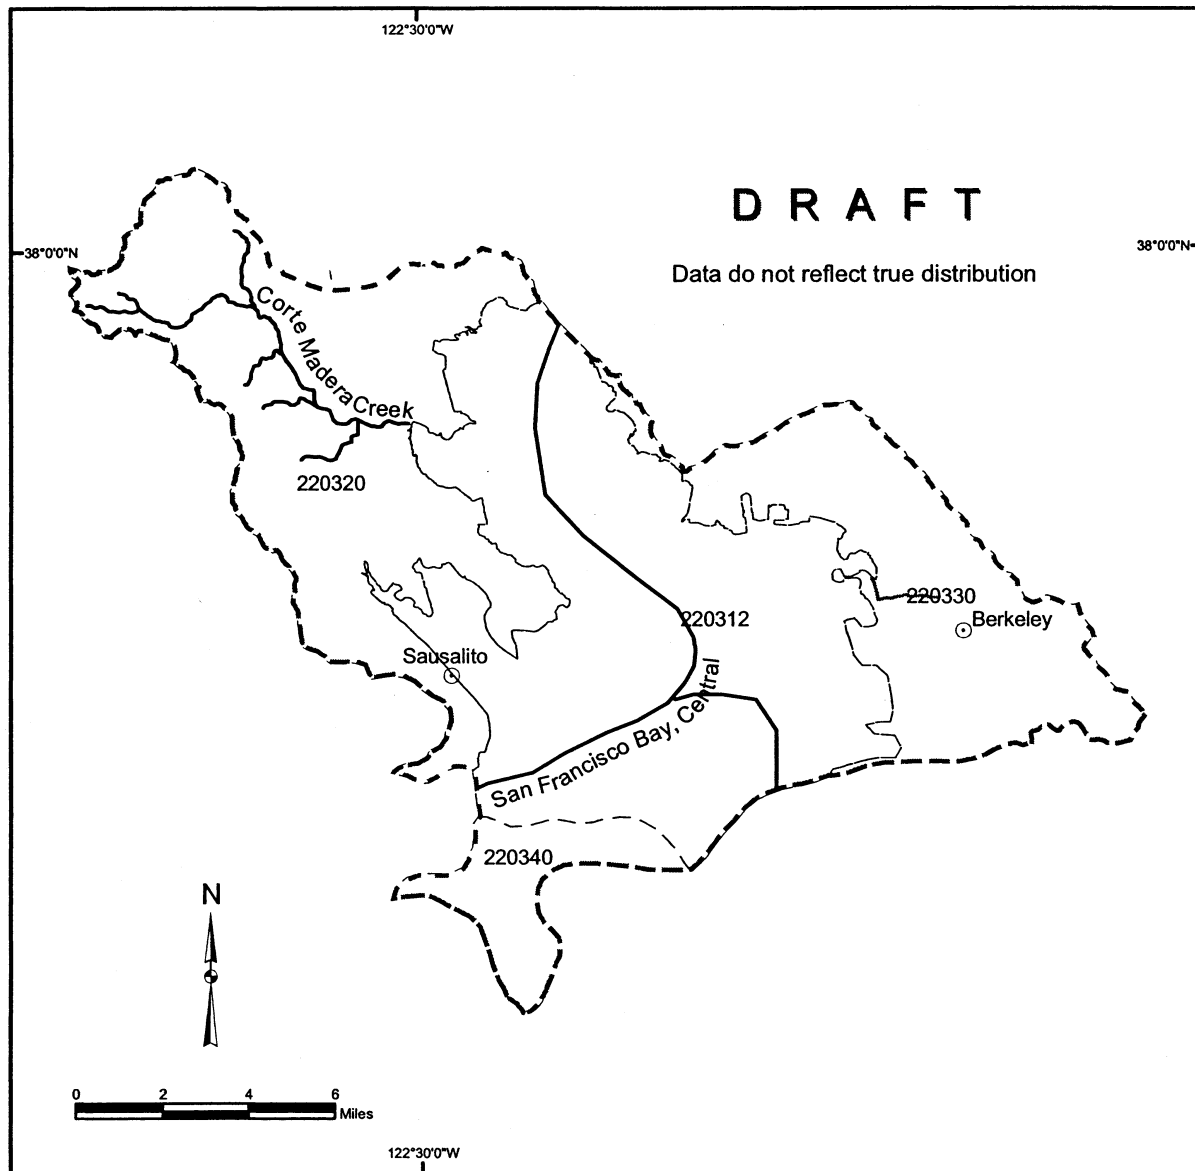 122°30'0"W
D R A F T
38°0'0"N
38°0'0"N
Data do not reflect true distribution
Corte Madera Creek
220320
220330
220312
Berkeley
Sausalito
San Francisco Bay, Central
220340
N
0 2 4 6
Miles
122°30'0"W